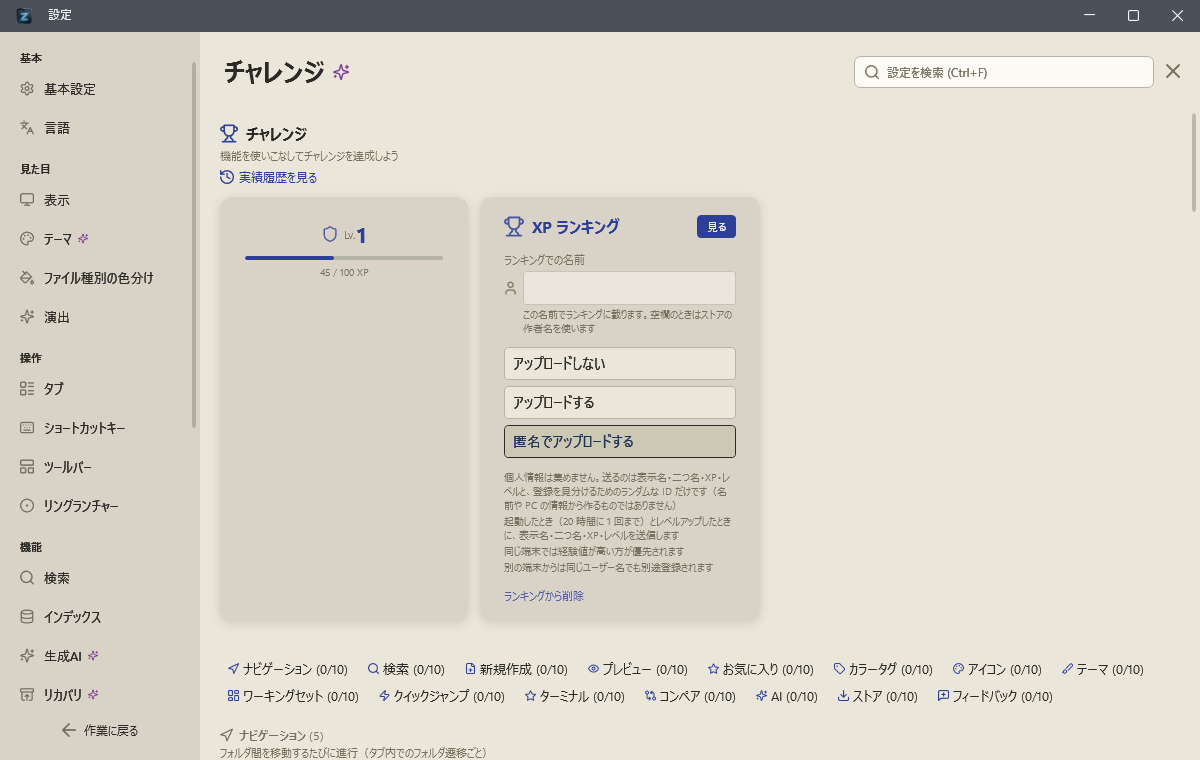 設定
基本
基本設定
言語
見た目
表示
テーマ
ファイル種別の色分け
演出
操作
タブ
ショートカットキー
ツールバー
リングランチャー
機能
検索
インデックス
生成AI
リカバリ
作業に戻る
チャレンジ
設定を検索 (Ctrl+F)
チャレンジ
機能を使いこなしてチャレンジを達成しよう
実績履歴を見る
Lv.1
45 / 100 XP
XP ランキング
見る
ランキングでの名前
この名前でランキングに載ります。空欄のときはストアの
作者名を使います
アップロードしない
アップロードする
匿名でアップロードする
個人情報は集めません。送るのは表示名・二つ名・XP・レ
ベルと、登録を見分けるためのランダムな ID だけです（名
前や PC の情報から作るものではありません）
起動したとき（20 時間に 1 回まで）とレベルアップしたとき
に、表示名・二つ名・XP・レベルを送信します
同じ端末では経験値が高い方が優先されます
別の端末からは同じユーザー名でも別途登録されます
ランキングから削除
ナビゲーション (0/10) 検索 (0/10) 新規作成 (0/10) プレビュー (0/10) お気に入り (0/10) カラータグ (0/10) アイコン (0/10) テーマ (0/10)
ワーキングセット (0/10) クイックジャンプ (0/10) ターミナル (0/10) コンペア (0/10) AI (0/10) ストア (0/10) フィードバック (0/10)
ナビゲーション (5)
フォルダ間を移動するたびに進行（タブ内でのフォルダ遷移ごと）